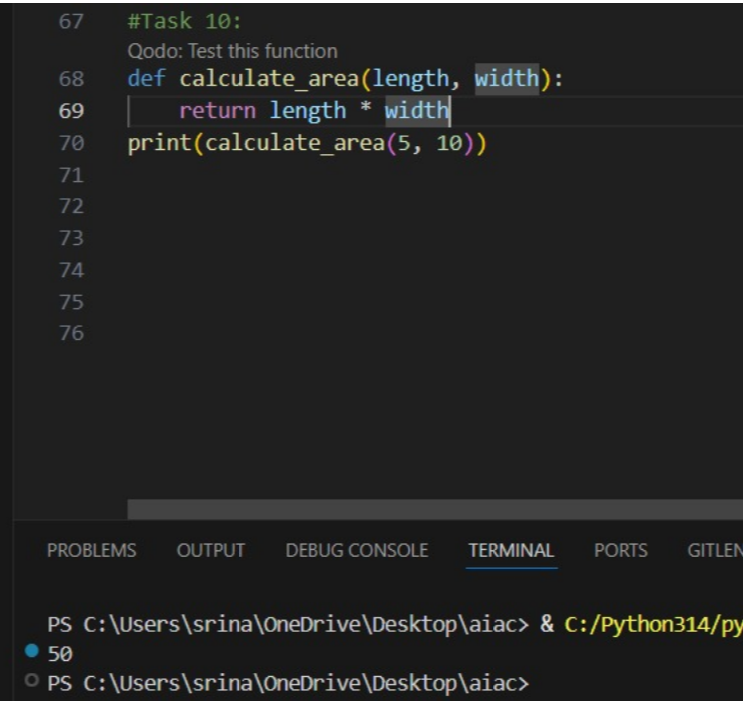 67 #Task 10:
Qodo: Test this function
68 def calculate_area(length, width):
69     return length * width
70 print(calculate_area(5, 10))
71
72
73
74
75
76
PROBLEMS OUTPUT DEBUG CONSOLE TERMINAL PORTS GITLEN
PS C:\Users\srina\OneDrive\Desktop\aiac> & C:/Python314/py
50
PS C:\Users\srina\OneDrive\Desktop\aiac>